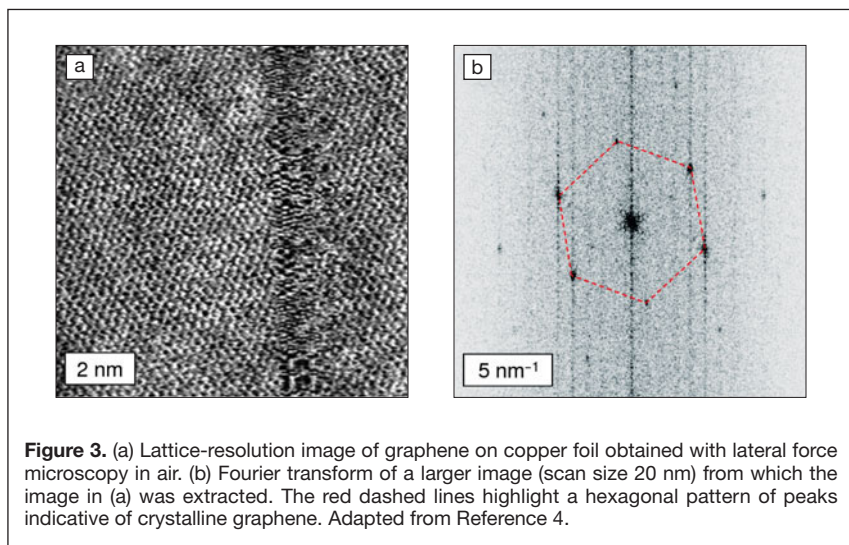 a
b
2 nm
5 nm⁻¹
Figure 3. (a) Lattice-resolution image of graphene on copper foil obtained with lateral force
microscopy in air. (b) Fourier transform of a larger image (scan size 20 nm) from which the
image in (a) was extracted. The red dashed lines highlight a hexagonal pattern of peaks
indicative of crystalline graphene. Adapted from Reference 4.